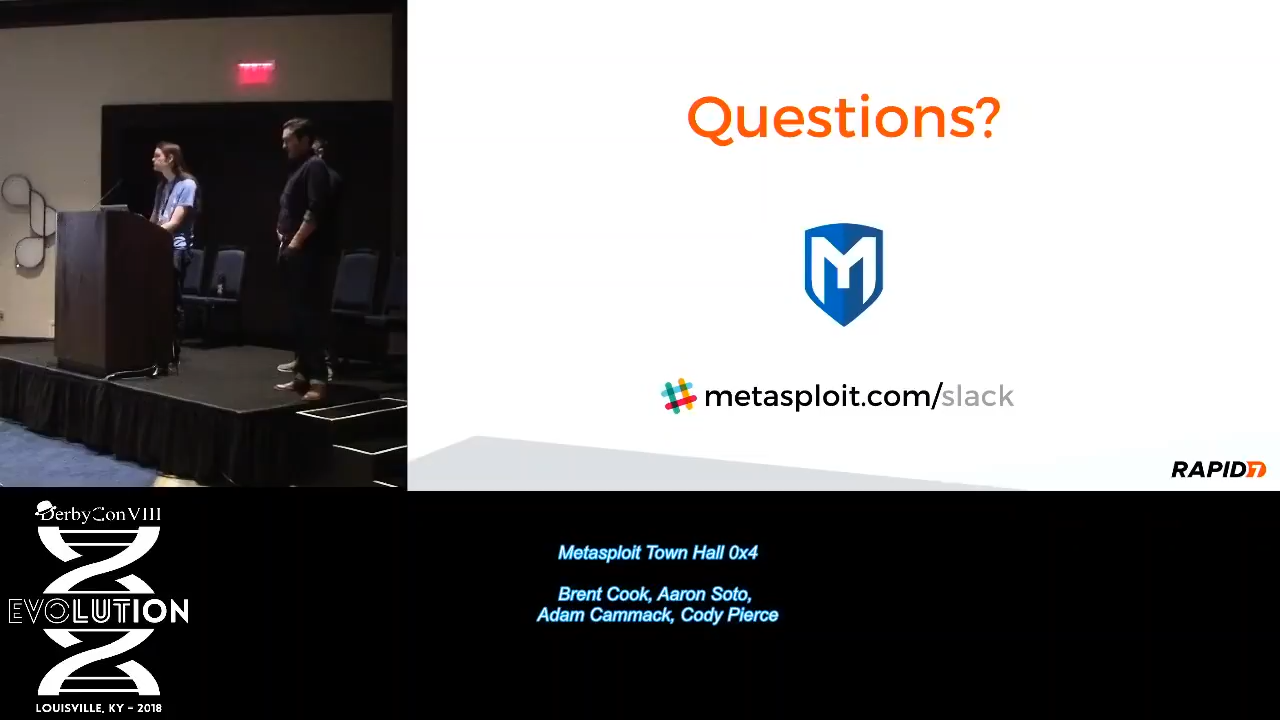 Questions?
metasploit.com/slack
RAPID7
DerbyCon VIII
EVOLUTION
LOUISVILLE, KY - 2018
Metasploit Town Hall 0x4
Brent Cook, Aaron Soto,
Adam Cammack, Cody Pierce